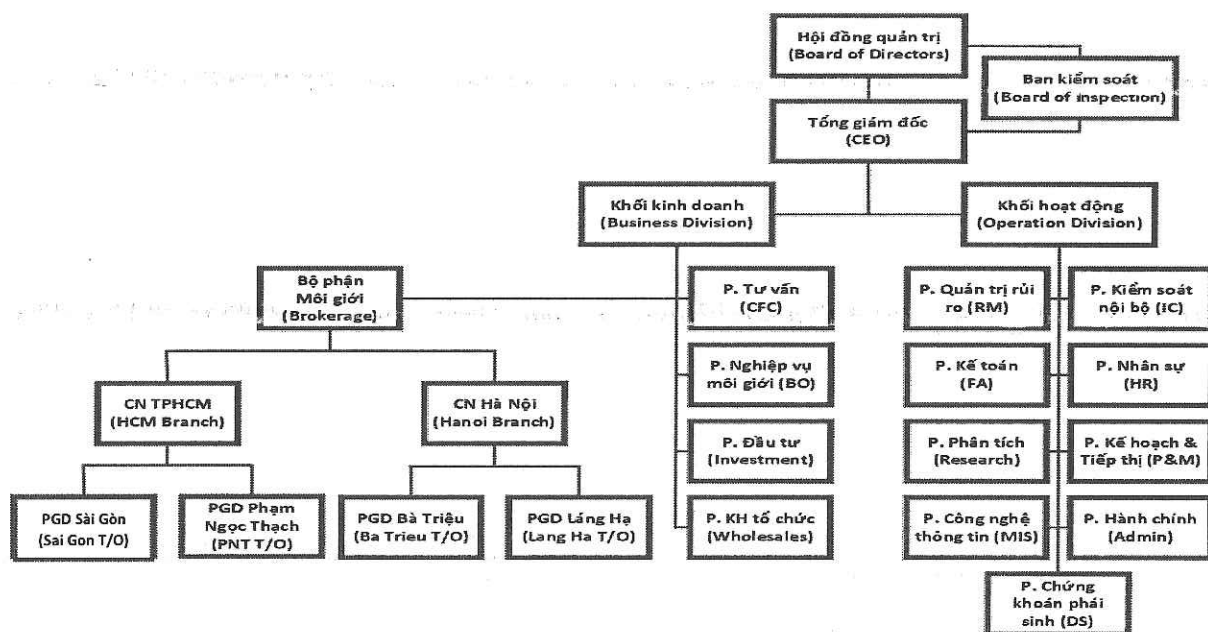 Hội đồng quản trị
(Board of Directors)
Ban kiểm soát
(Board of inspection)
Tổng giám đốc
(CEO)
Khối kinh doanh
(Business Division)
Khối hoạt động
(Operation Division)
Bộ phận
Môi giới
(Brokerage)
P. Tư vấn
(CFC)
P. Quản trị rủi
ro (RM)
P. Kiểm soát
nội bộ (IC)
CN TPHCM
(HCM Branch)
CN Hà Nội
(Hanoi Branch)
P. Nghiệp vụ
môi giới (BO)
P. Kế toán
(FA)
P. Nhân sự
(HR)
P. Đầu tư
(Investment)
P. Phân tích
(Research)
P. Kế hoạch &
Tiếp thị (P&M)
PGD Sài Gòn
(Sai Gon T/O)
PGD Phạm
Ngọc Thạch
(PNT T/O)
PGD Bà Triệu
(Ba Trieu T/O)
PGD Láng Hạ
(Lang Ha T/O)
P. KH tổ chức
(Wholesales)
P. Công nghệ
thông tin (MIS)
P. Hành chính
(Admin)
P. Chứng
khoán phái
sinh (DS)